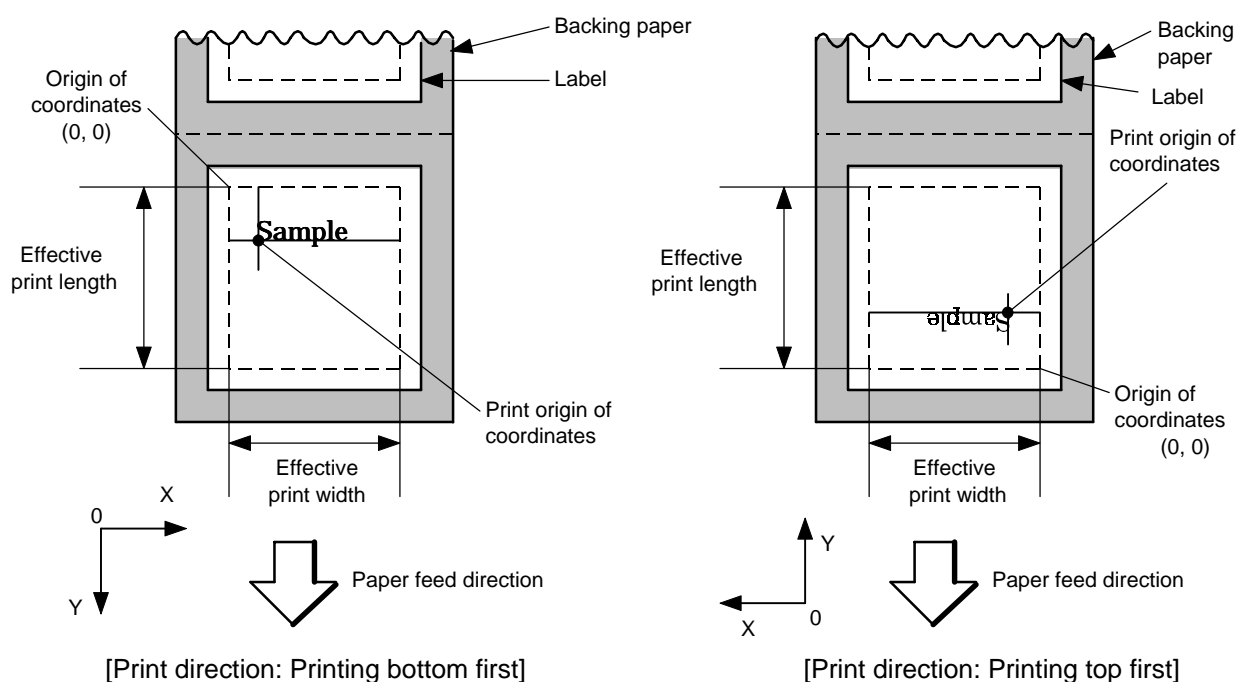 Backing paper
Label
Origin of
coordinates
(0, 0)
Sample
Effective
print length
Print origin of
coordinates
Effective
print width
X
0
Y
Paper feed direction
[Print direction: Printing bottom first]
Backing
paper
Label
Print origin of
coordinates
Effective
print length
Sample
Origin of
coordinates
(0, 0)
Effective
print width
Y
X
0
Paper feed direction
[Print direction: Printing top first]